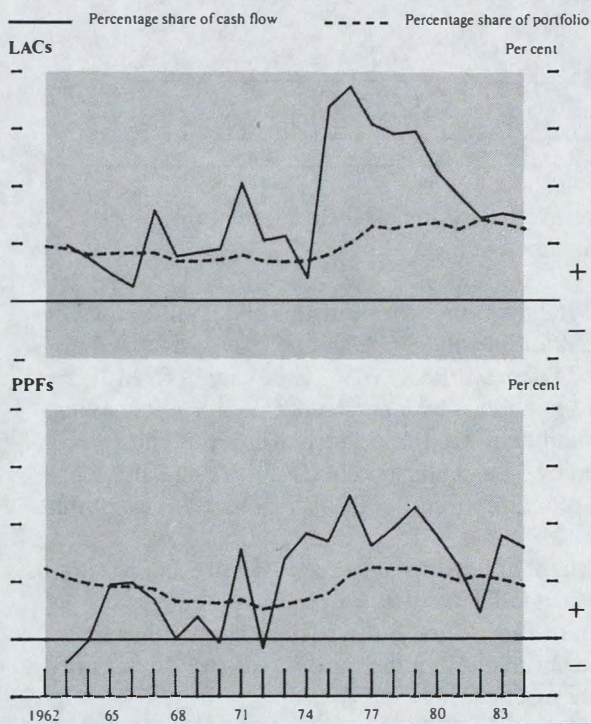 Percentage share of cash flow Percentage share of portfolio
LACs Per cent
+
–
PPFs Per cent
+
–
1962 65 68 71 74 77 80 83